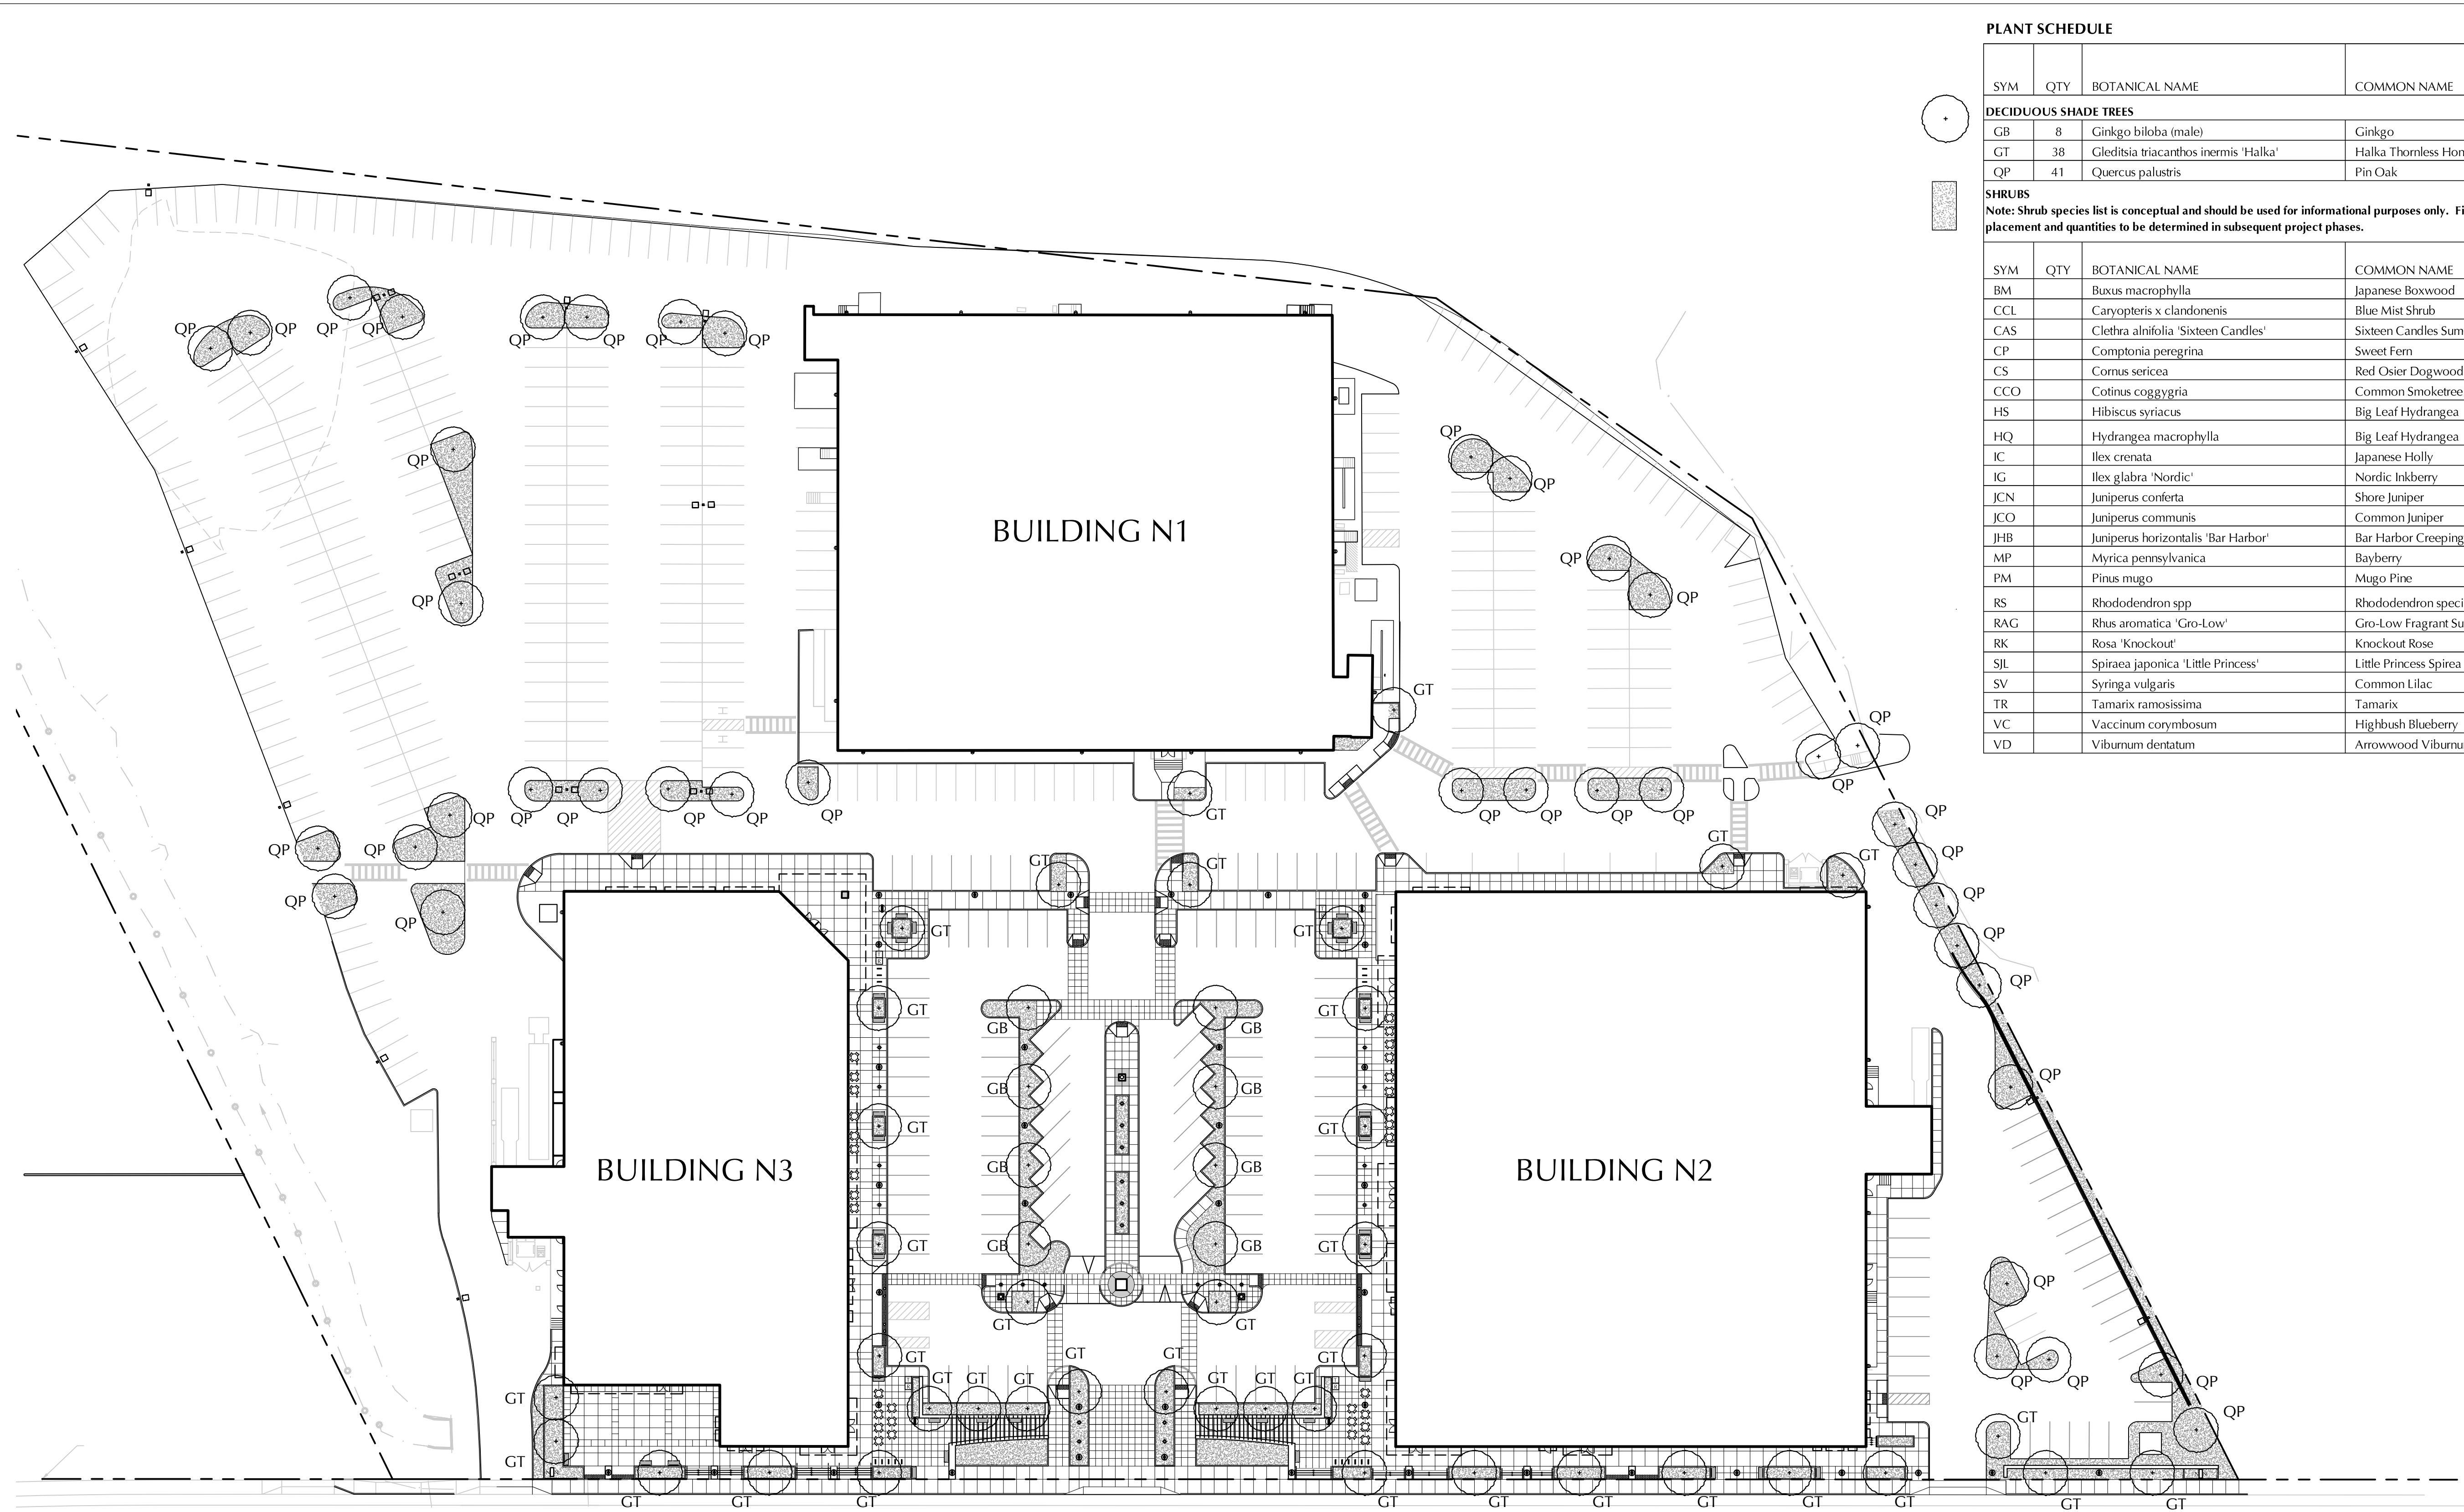 PLANT SCHEDULE
SYM QTY BOTANICAL NAME COMMON NAME
DECIDUOUS SHADE TREES
GB 8 Ginkgo biloba (male) Ginkgo
GT 38 Gleditsia triacanthos inermis 'Halka' Halka Thornless Hon
QP 41 Quercus palustris Pin Oak
SHRUBS
Note: Shrub species list is conceptual and should be used for informational purposes only. Fi
placement and quantities to be determined in subsequent project phases.
SYM QTY BOTANICAL NAME COMMON NAME
BM Buxus macrophylla Japanese Boxwood
CCL Caryopteris x clandonenis Blue Mist Shrub
CAS Clethra alnifolia 'Sixteen Candles' Sixteen Candles Sum
CP Comptonia peregrina Sweet Fern
CS Cornus sericea Red Osier Dogwood
CCO Cotinus coggygria Common Smoketree
HS Hibiscus syriacus Big Leaf Hydrangea
HQ Hydrangea macrophylla Big Leaf Hydrangea
IC Ilex crenata Japanese Holly
IG Ilex glabra 'Nordic' Nordic Inkberry
JCN Juniperus conferta Shore Juniper
JCO Juniperus communis Common Juniper
JHB Juniperus horizontalis 'Bar Harbor' Bar Harbor Creeping
MP Myrica pennsylvanica Bayberry
PM Pinus mugo Mugo Pine
RS Rhododendron spp Rhododendron speci
RAG Rhus aromatica 'Gro-Low' Gro-Low Fragrant Su
RK Rosa 'Knockout' Knockout Rose
SJL Spiraea japonica 'Little Princess' Little Princess Spirea
SV Syringa vulgaris Common Lilac
TR Tamarix ramosissima Tamarix
VC Vaccinum corymbosum Highbush Blueberry
VD Viburnum dentatum Arrowwood Viburnu
QP QP QP QP
QP QP QP QP
QP
QP
QP
QP
BUILDING N1
QP
QP
GT
QP
QP
QP QP QP QP QP QP
GT
QP QP QP QP
QP
QP QP
GT GT GT GT
QP
QP
QP
QP
GT GT
QP
QP
GT GT
GB GB
QP
GB GB
GT GT
BUILDING N3
GB GB
BUILDING N2
GT GT
GB GB
QP
GT GT
GT GT GT GT
GT GT GT GT GT GT
QP QP QP
GT
GT QP
GT
GT GT GT GT GT GT GT GT GT GT GT